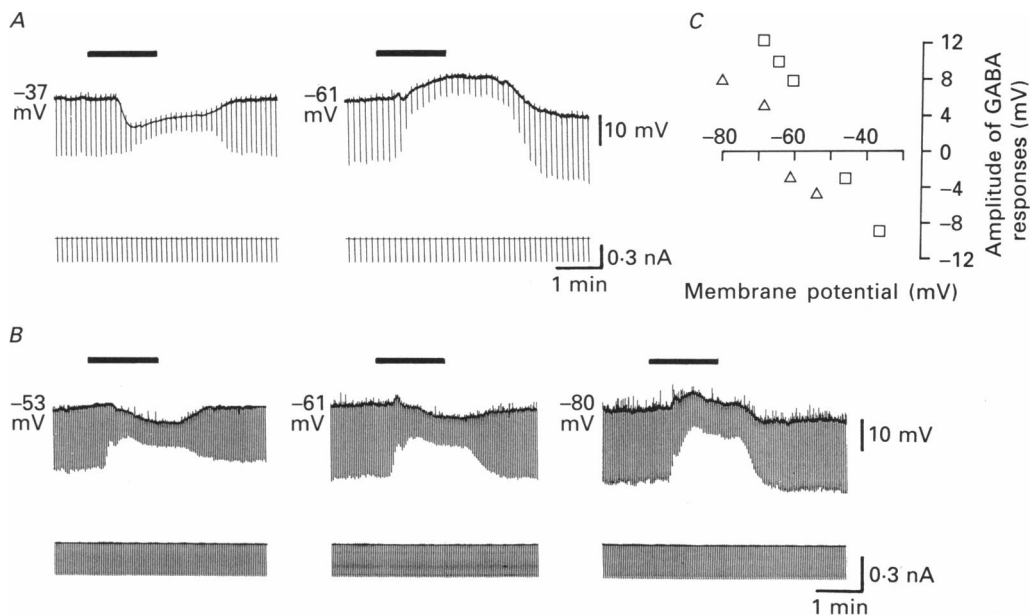 A
−37
mV
−61
mV
10 mV
0·3 nA
1 min
C
12
8
4
0
−4
−8
−12
−80
−60
−40
Amplitude of GABA
responses (mV)
Membrane potential (mV)
B
−53
mV
−61
mV
−80
mV
10 mV
0·3 nA
1 min